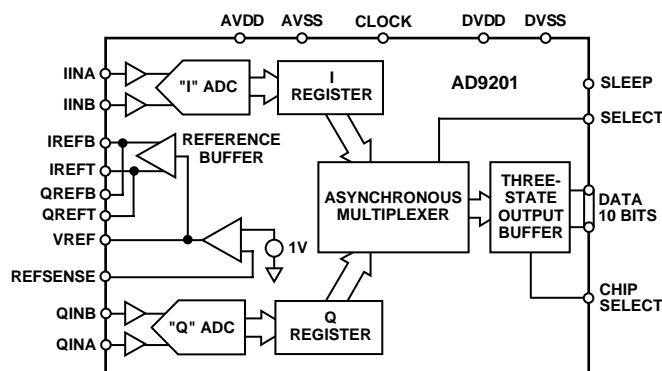 AVDD AVSS CLOCK DVDD DVSS
IINA
IINB
"I" ADC
I
REGISTER
AD9201
SLEEP
SELECT
IREFB
IREFT
QREFB
QREFT
REFERENCE
BUFFER
VREF
REFSENSE
1V
ASYNCHRONOUS
MULTIPLEXER
THREE-
STATE
OUTPUT
BUFFER
DATA
10 BITS
CHIP
SELECT
QINB
QINA
"Q" ADC
Q
REGISTER